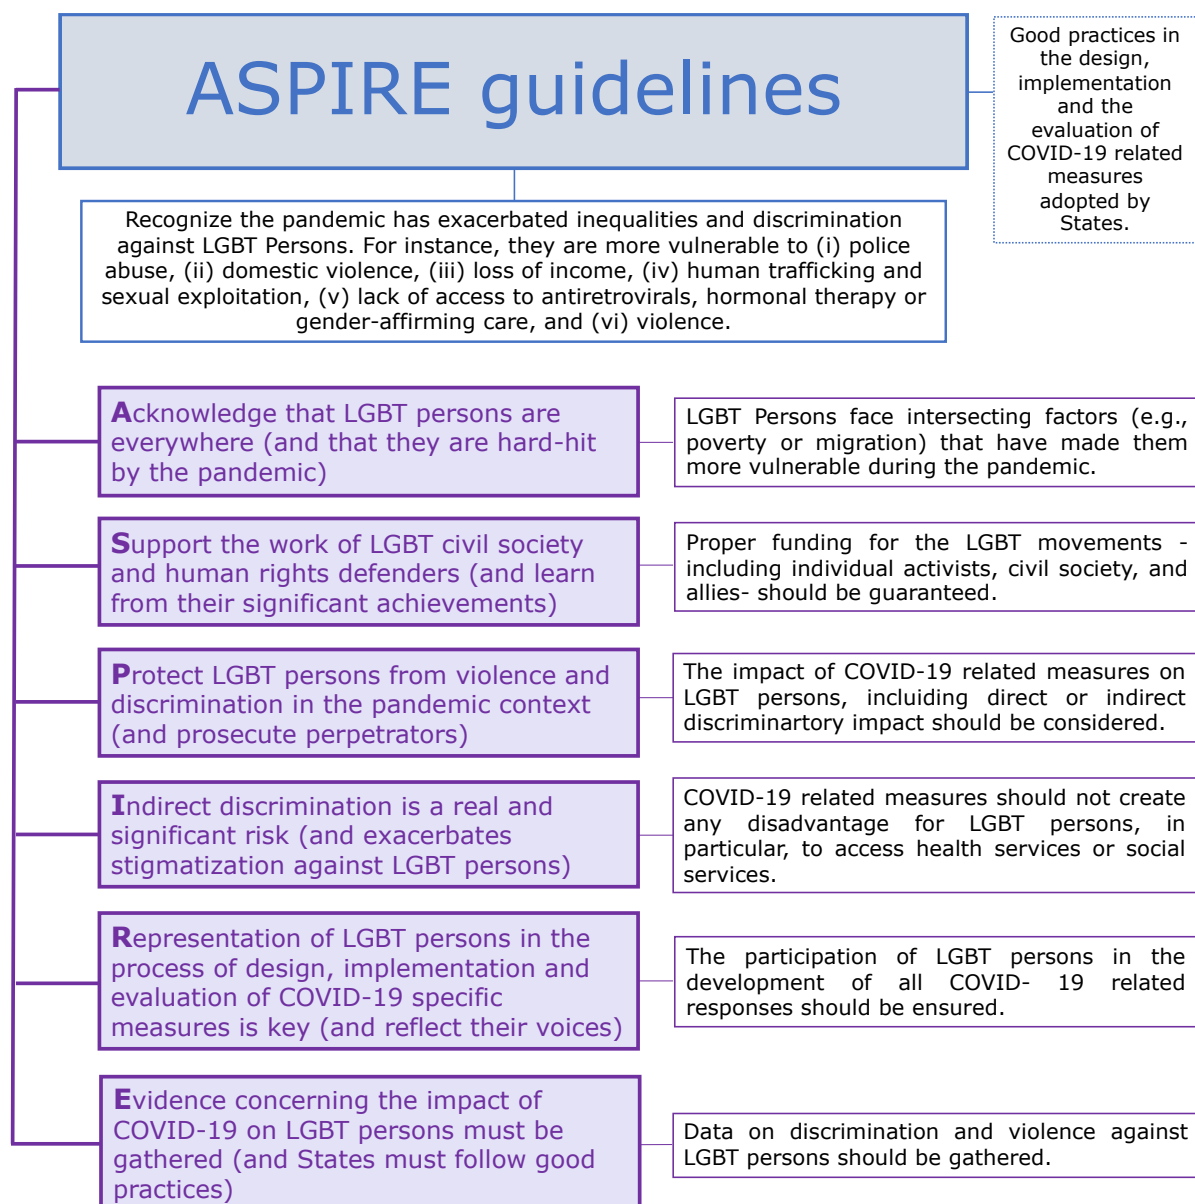 ASPIRE guidelines
Good practices in
the design,
implementation
and the
evaluation of
COVID-19 related
measures
adopted by
States.
Recognize the pandemic has exacerbated inequalities and discrimination
against LGBT Persons. For instance, they are more vulnerable to (i) police
abuse, (ii) domestic violence, (iii) loss of income, (iv) human trafficking and
sexual exploitation, (v) lack of access to antiretrovirals, hormonal therapy or
gender-affirming care, and (vi) violence.
Acknowledge that LGBT persons are
everywhere (and that they are hard-hit
by the pandemic)
LGBT Persons face intersecting factors (e.g.,
poverty or migration) that have made them
more vulnerable during the pandemic.
Support the work of LGBT civil society
and human rights defenders (and learn
from their significant achievements)
Proper funding for the LGBT movements -
including individual activists, civil society, and
allies- should be guaranteed.
Protect LGBT persons from violence and
discrimination in the pandemic context
(and prosecute perpetrators)
The impact of COVID-19 related measures on
LGBT persons, incluiding direct or indirect
discriminartory impact should be considered.
Indirect discrimination is a real and
significant risk (and exacerbates
stigmatization against LGBT persons)
COVID-19 related measures should not create
any disadvantage for LGBT persons, in
particular, to access health services or social
services.
Representation of LGBT persons in the
process of design, implementation and
evaluation of COVID-19 specific
measures is key (and reflect their voices)
The participation of LGBT persons in the
development of all COVID- 19 related
responses should be ensured.
Evidence concerning the impact of
COVID-19 on LGBT persons must be
gathered (and States must follow good
practices)
Data on discrimination and violence against
LGBT persons should be gathered.